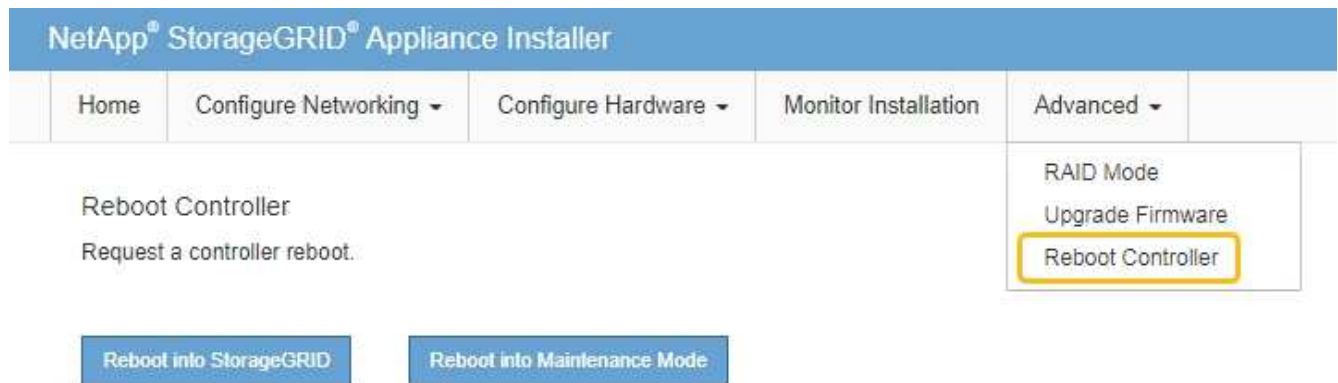 NetApp® StorageGRID® Appliance Installer
Home Configure Networking Configure Hardware Monitor Installation Advanced
RAID Mode
Upgrade Firmware
Reboot Controller
Reboot Controller
Request a controller reboot.
Reboot into StorageGRID Reboot into Maintenance Mode